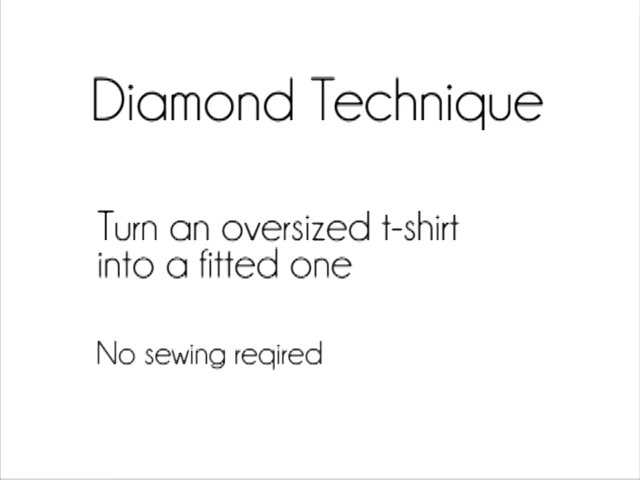 Diamond Technique
Turn an oversized t-shirt
into a fitted one
No sewing reqired